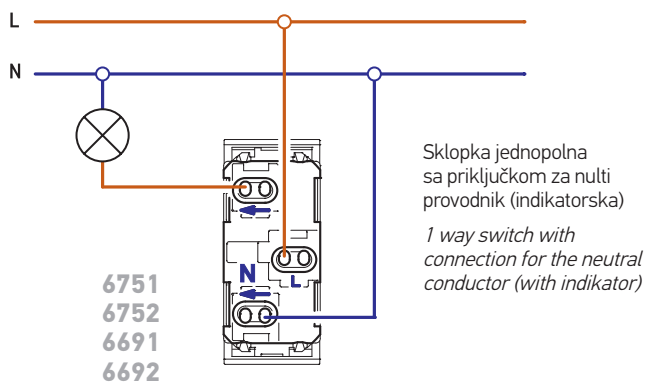 L
N
Sklopka jednopolna
sa priključkom za nulti
provodnik (indikatorska)
1 way switch with
connection for the neutral
conductor (with indikator)
N
L
6751
6752
6691
6692